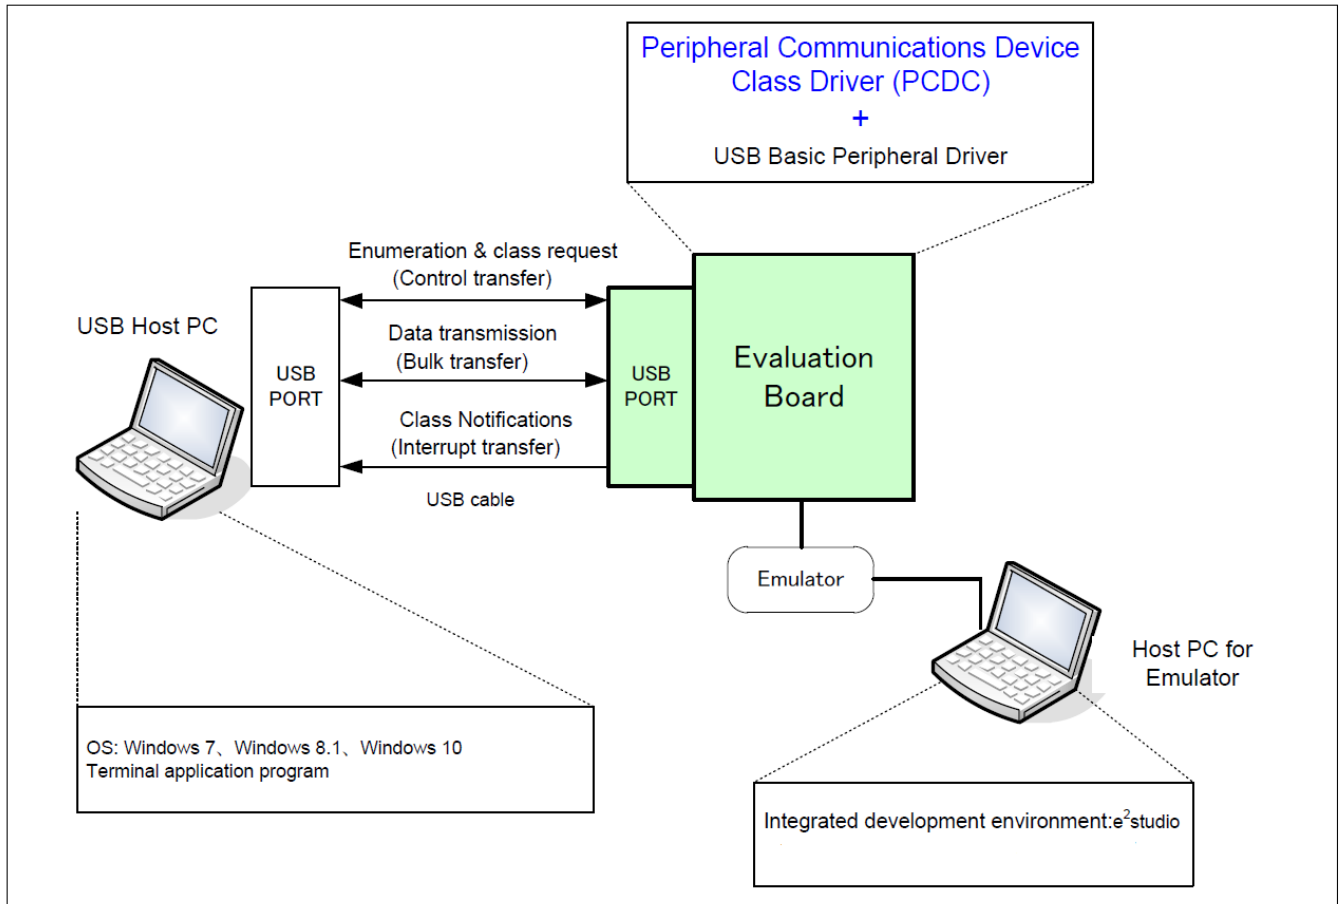 Peripheral Communications Device
Class Driver (PCDC)
+
USB Basic Peripheral Driver
Enumeration & class request
(Control transfer)
USB Host PC
Data transmission
(Bulk transfer)
USB
PORT
USB
PORT
Evaluation
Board
Class Notifications
(Interrupt transfer)
USB cable
Emulator
Host PC for
Emulator
OS: Windows 7、Windows 8.1、Windows 10
Terminal application program
Integrated development environment:e²studio